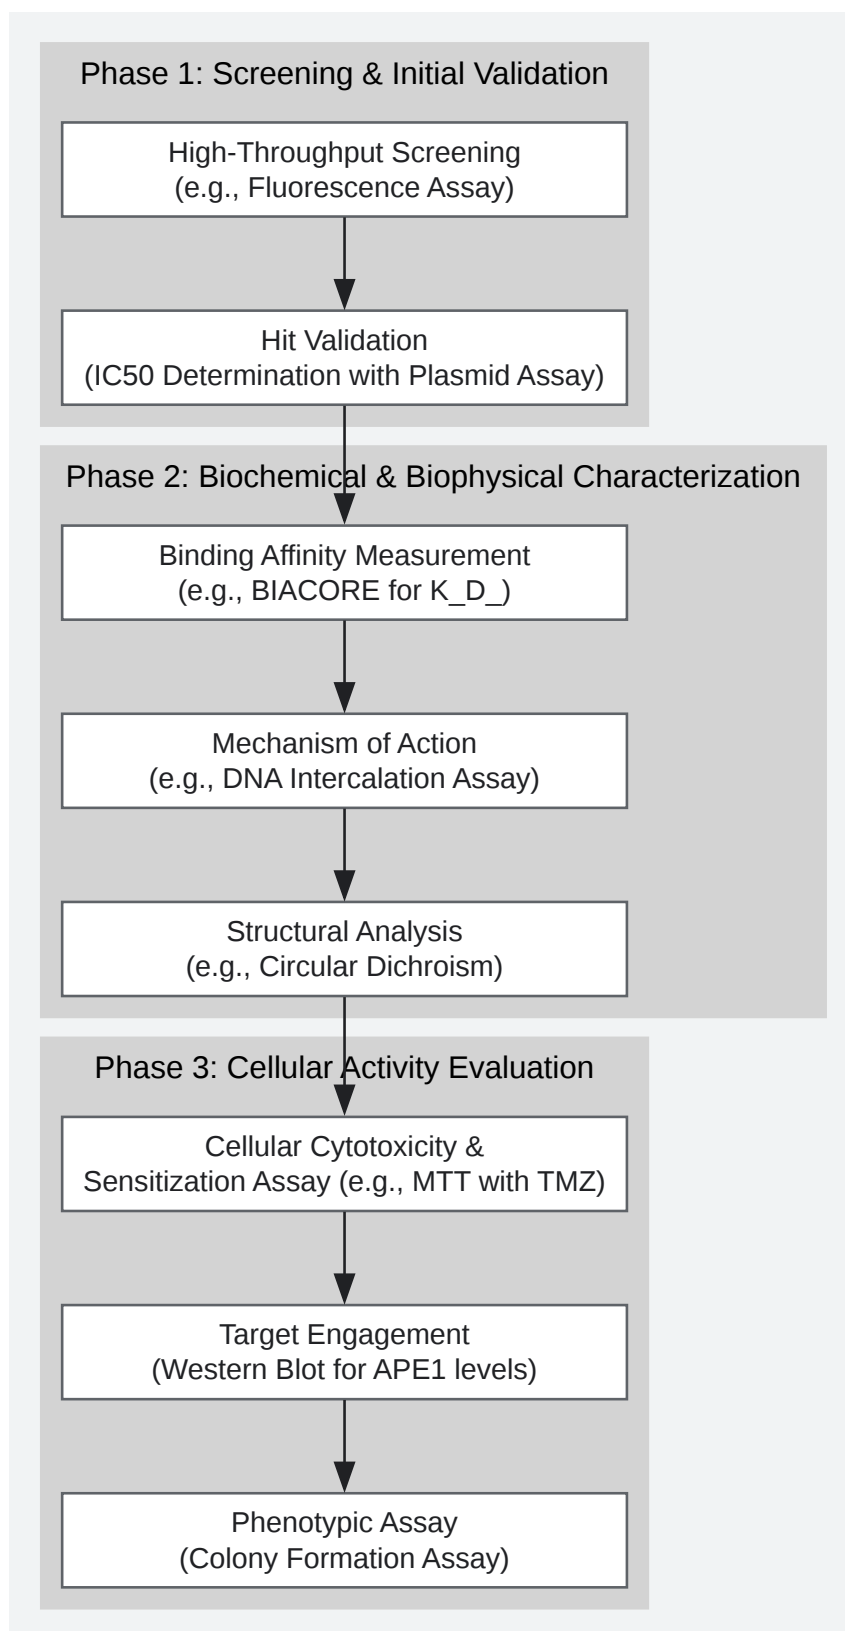 Phase 1: Screening & Initial Validation
High-Throughput Screening
(e.g., Fluorescence Assay)
Hit Validation
(IC50 Determination with Plasmid Assay)
Phase 2: Biochemical & Biophysical Characterization
Binding Affinity Measurement
(e.g., BIACORE for K_D_)
Mechanism of Action
(e.g., DNA Intercalation Assay)
Structural Analysis
(e.g., Circular Dichroism)
Phase 3: Cellular Activity Evaluation
Cellular Cytotoxicity &
Sensitization Assay (e.g., MTT with TMZ)
Target Engagement
(Western Blot for APE1 levels)
Phenotypic Assay
(Colony Formation Assay)